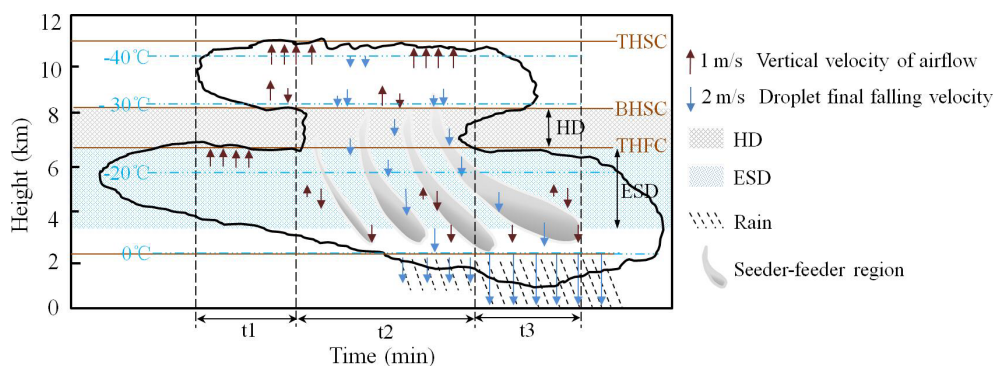 12
10
8
6
4
2
0
Height (km)
-40℃
-30℃
-20℃
0℃
THSC
BHSC
HD
THFC
ESD
t1
t2
t3
Time (min)
1 m/s Vertical velocity of airflow
2 m/s Droplet final falling velocity
HD
ESD
Rain
Seeder-feeder region